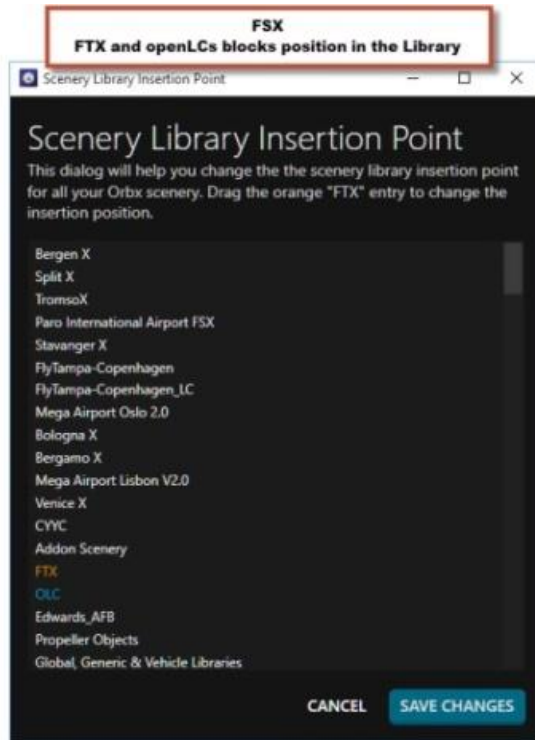 FSX
FTX and openLCs blocks position in the Library
Scenery Library Insertion Point
Scenery Library Insertion Point
This dialog will help you change the the scenery library insertion point
for all your Orbx scenery. Drag the orange "FTX" entry to change the
insertion position.
Bergen X
Split X
TromsoX
Paro International Airport FSX
Stavanger X
FlyTampa-Copenhagen
FlyTampa-Copenhagen_LC
Mega Airport Oslo 2.0
Bologna X
Bergamo X
Mega Airport Lisbon V2.0
Venice X
CYYC
Addon Scenery
FTX
OLC
Edwards_AFB
Propeller Objects
Global, Generic & Vehicle Libraries
CANCEL
SAVE CHANGES